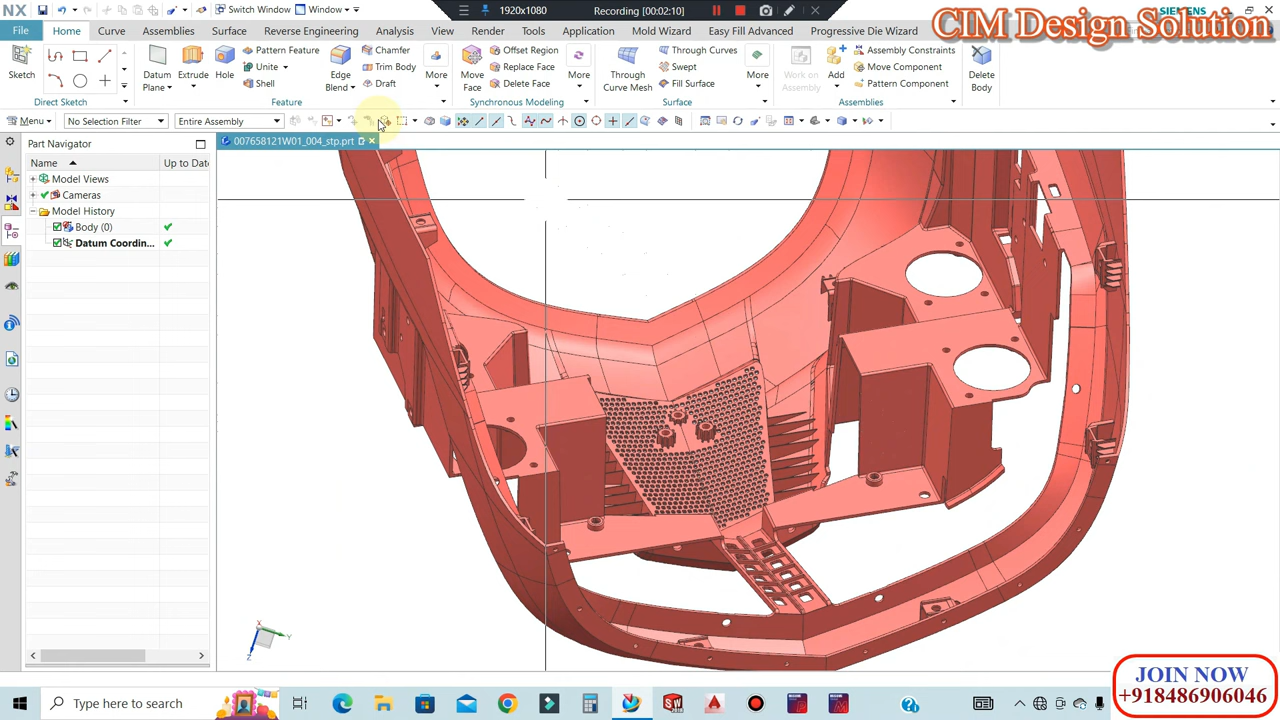 NX
Switch Window
Window
1920x1080
Recording [00:02:10]
SIEMENS
CIM Design Solution
File
Home
Curve
Assemblies
Surface
Reverse Engineering
Analysis
View
Render
Tools
Application
Mold Wizard
Easy Fill Advanced
Progressive Die Wizard
Sketch
Direct Sketch
Datum Plane
Extrude
Hole
Pattern Feature
Unite
Shell
Edge Blend
Chamfer
Trim Body
Draft
More
Feature
Move Face
Offset Region
Replace Face
Delete Face
More
Synchronous Modeling
Through Curve Mesh
Through Curves
Swept
Fill Surface
More
Surface
Work on Assembly
Add
Assembly Constraints
Move Component
Pattern Component
Assemblies
Delete Body
Menu
No Selection Filter
Entire Assembly
Part Navigator
007658121W01_004_stp.prt
Name
Up to Date
Model Views
Cameras
Model History
Body (0)
Datum Coordin...
X
Y
Z
JOIN NOW
+918486906046
Type here to search